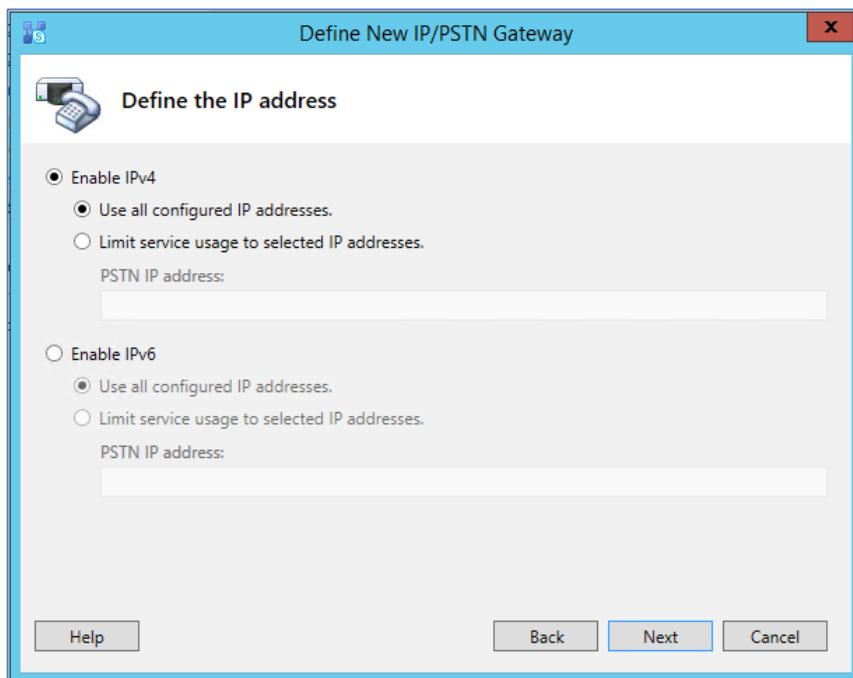 Define New IP/PSTN Gateway
x
Define the IP address
Enable IPv4
Use all configured IP addresses.
Limit service usage to selected IP addresses.
PSTN IP address:
Enable IPv6
Use all configured IP addresses.
Limit service usage to selected IP addresses.
PSTN IP address:
Help
Back
Next
Cancel